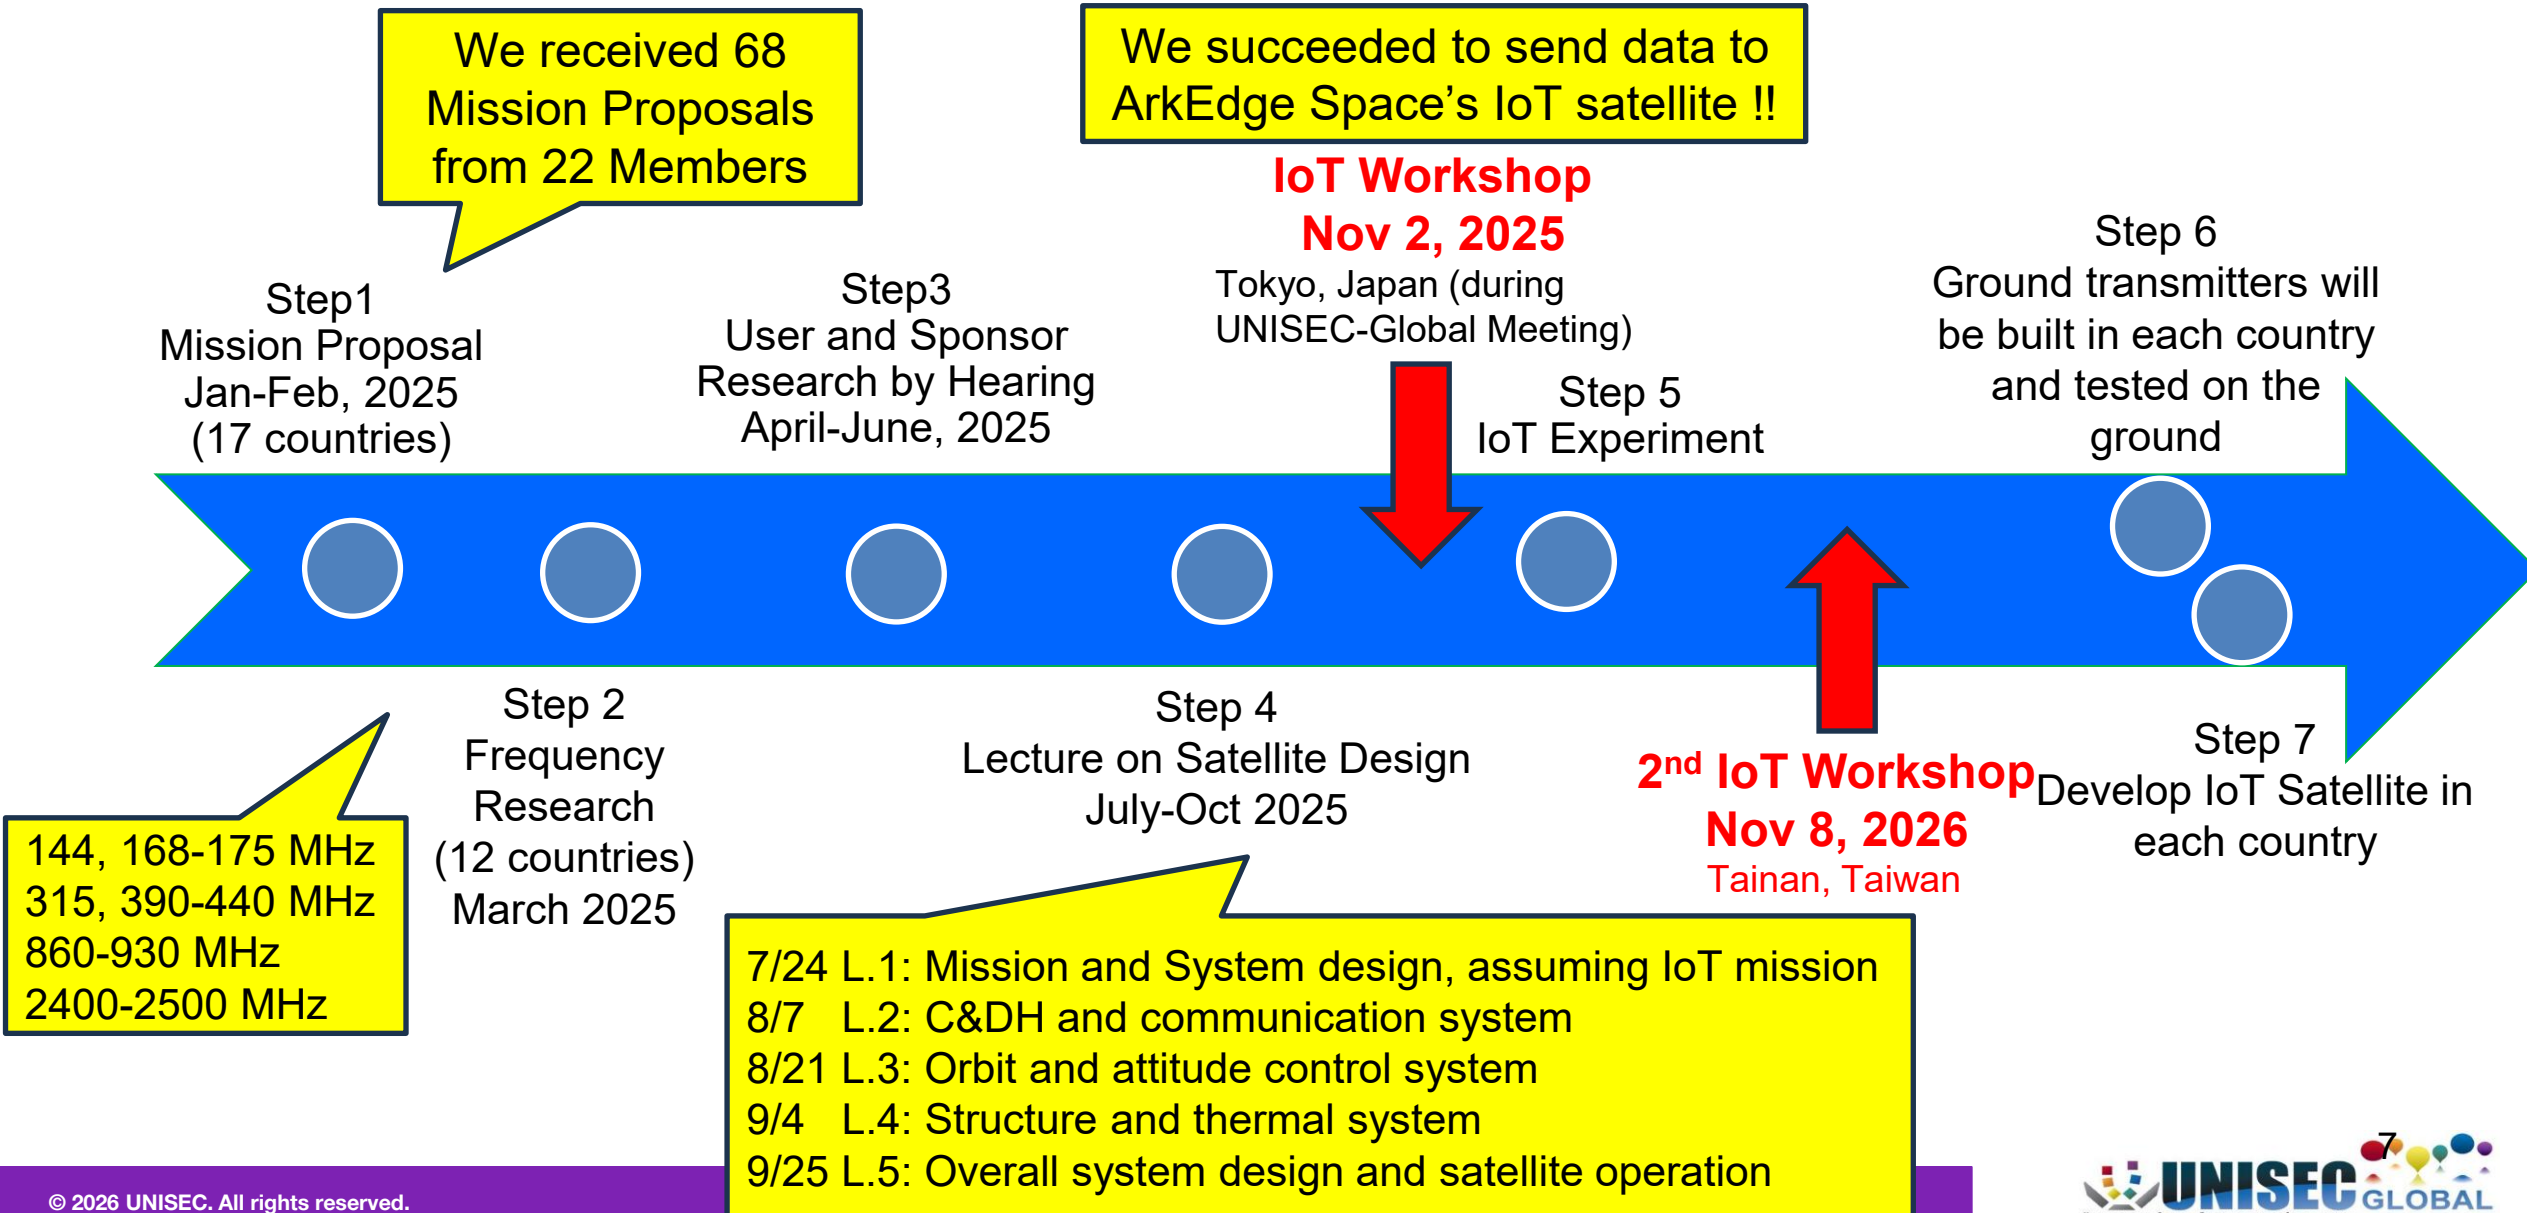 We received 68
Mission Proposals
from 22 Members
We succeeded to send data to
ArkEdge Space's IoT satellite !!
IoT Workshop
Nov 2, 2025
Tokyo, Japan (during
UNISEC-Global Meeting)
Step1
Mission Proposal
Jan-Feb, 2025
(17 countries)
Step3
User and Sponsor
Research by Hearing
April-June, 2025
Step 5
IoT Experiment
Step 6
Ground transmitters will
be built in each country
and tested on the
ground
Step 2
Frequency
Research
(12 countries)
March 2025
144, 168-175 MHz
315, 390-440 MHz
860-930 MHz
2400-2500 MHz
Step 4
Lecture on Satellite Design
July-Oct 2025
2nd IoT Workshop
Nov 8, 2026
Tainan, Taiwan
Step 7
Develop IoT Satellite in
each country
7/24 L.1: Mission and System design, assuming IoT mission
8/7 L.2: C&DH and communication system
8/21 L.3: Orbit and attitude control system
9/4 L.4: Structure and thermal system
9/25 L.5: Overall system design and satellite operation
© 2026 UNISEC. All rights reserved.
7
UNISEC GLOBAL